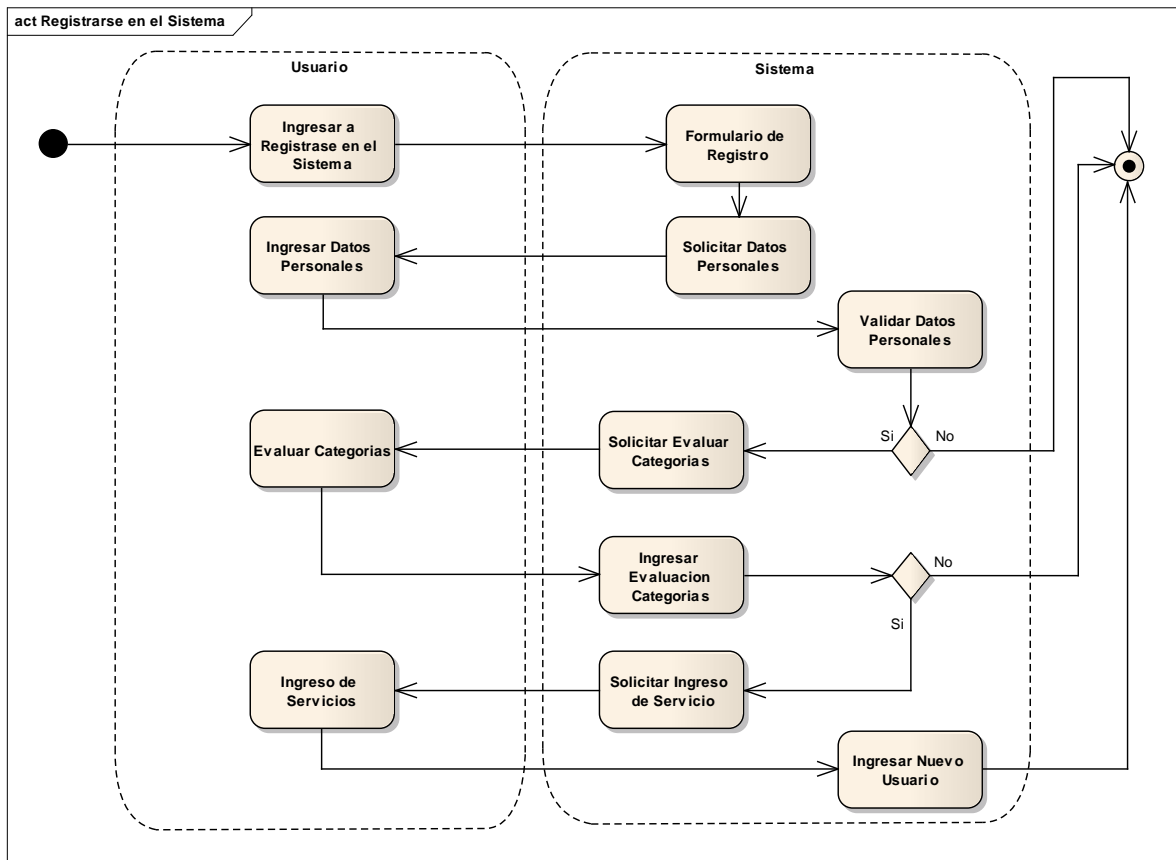 act Registrarse en el Sistema
Usuario
Sistema
Ingresar a
Registrase en el
Sistema
Formulario de
Registro
Ingresar Datos
Personales
Solicitar Datos
Personales
Validar Datos
Personales
Evaluar Categorias
Solicitar Evaluar
Categorias
Si
No
Ingresar
Evaluacion
Categorias
No
Si
Ingreso de
Servicios
Solicitar Ingreso
de Servicio
Ingresar Nuevo
Usuario